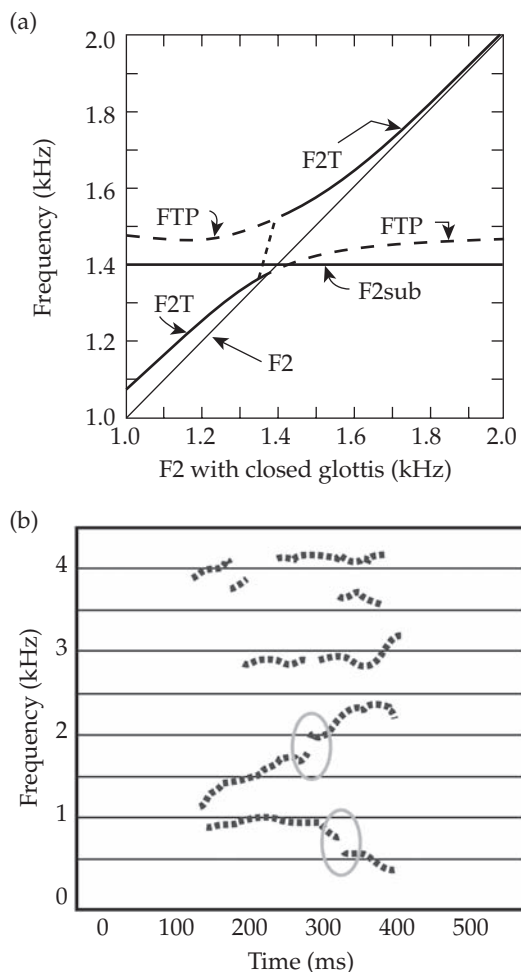 (a)
2.0
1.8
1.6
1.4
1.2
1.0
Frequency (kHz)
F2T
FTP
FTP
F2sub
F2T
F2
1.0 1.2 1.4 1.6 1.8 2.0
F2 with closed glottis (kHz)
(b)
4
3
2
1
0
Frequency (kHz)
0 100 200 300 400 500
Time (ms)